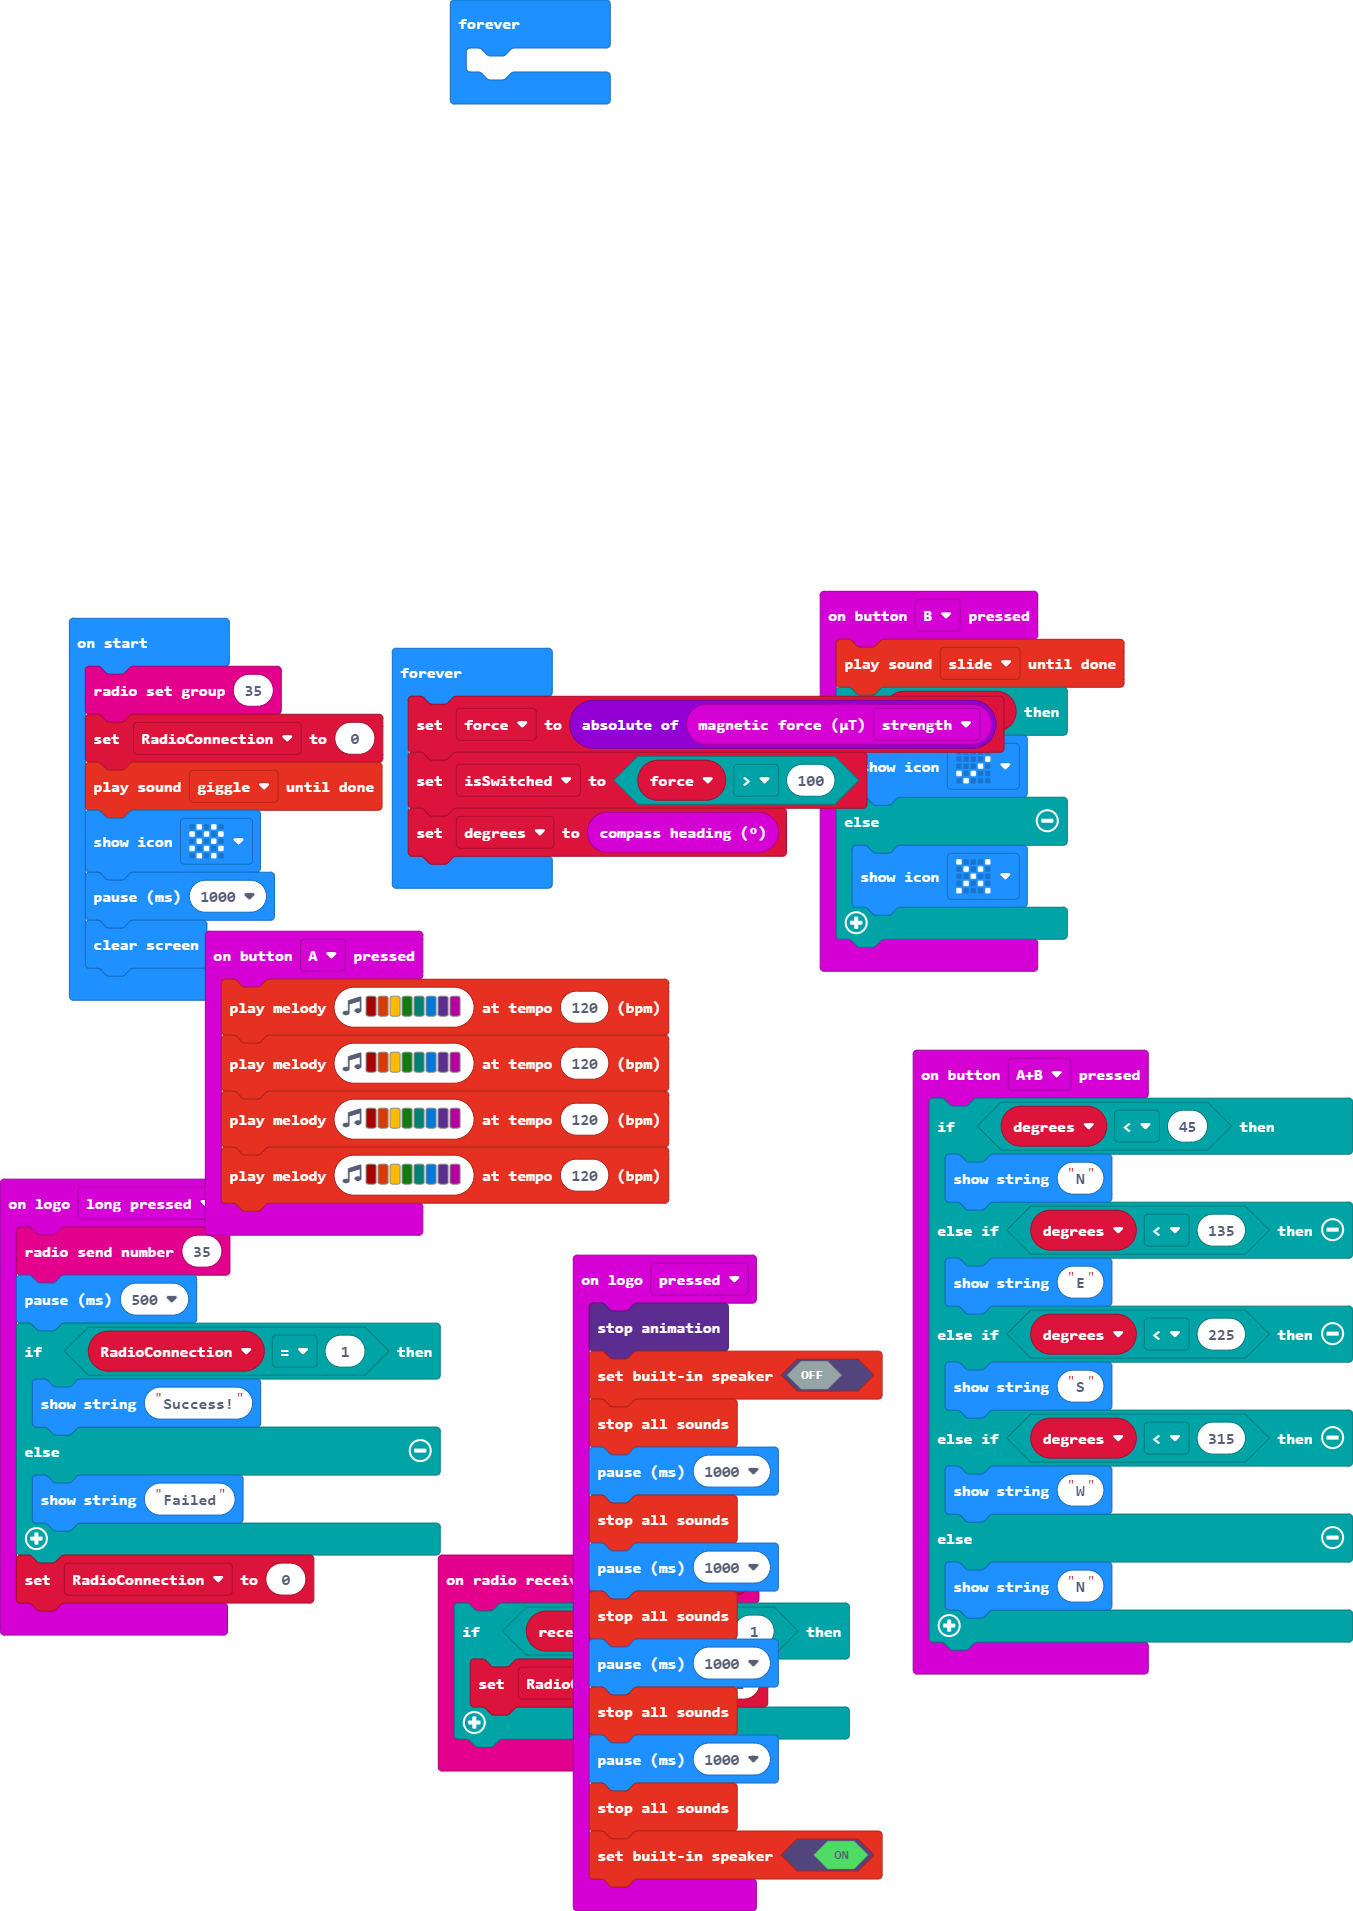 forever
on start
radio set group 35
set RadioConnection to 0
play sound giggle until done
show icon
pause (ms) 1000
clear screen
forever
set force to absolute of magnetic force (µT) strength
set isSwitched to force > 100
set degrees to compass heading (º)
on button B pressed
play sound slide until done
then
show icon
else
show icon
on button A pressed
play melody at tempo 120 (bpm)
play melody at tempo 120 (bpm)
play melody at tempo 120 (bpm)
play melody at tempo 120 (bpm)
on logo long pressed
radio send number 35
pause (ms) 500
if RadioConnection = 1 then
show string "Success!"
else
show string "Failed"
set RadioConnection to 0
on radio
if 1 then
set
on logo pressed
stop animation
set built-in speaker OFF
stop all sounds
pause (ms) 1000
stop all sounds
pause (ms) 1000
stop all sounds
pause (ms) 1000
stop all sounds
pause (ms) 1000
stop all sounds
set built-in speaker ON
on button A+B pressed
if degrees < 45 then
show string "N"
else if degrees < 135 then
show string "E"
else if degrees < 225 then
show string "S"
else if degrees < 315 then
show string "W"
else
show string "N"